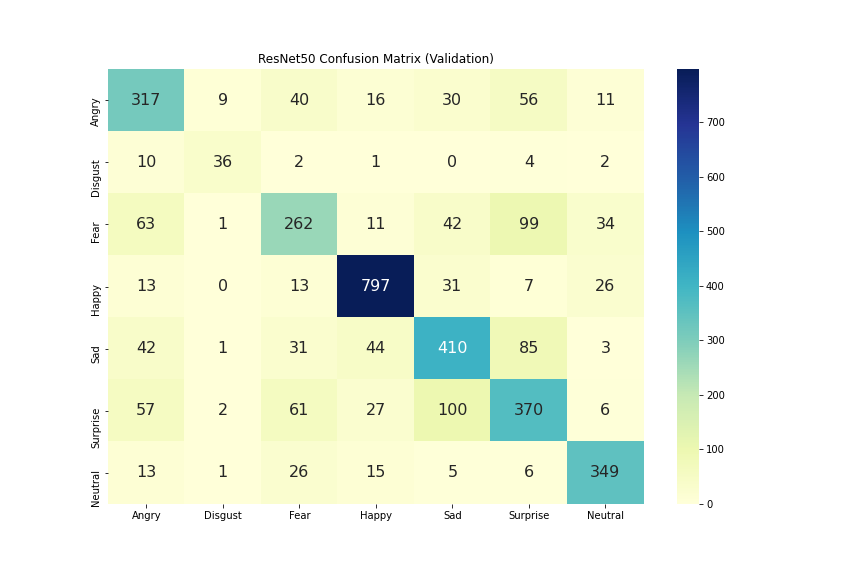 ResNet50 Confusion Matrix (Validation)
Angry 317 9 40 16 30 56 11
Disgust 10 36 2 1 0 4 2
Fear 63 1 262 11 42 99 34
Happy 13 0 13 797 31 7 26
Sad 42 1 31 44 410 85 3
Surprise 57 2 61 27 100 370 6
Neutral 13 1 26 15 5 6 349
Angry Disgust Fear Happy Sad Surprise Neutral
700
600
500
400
300
200
100
0